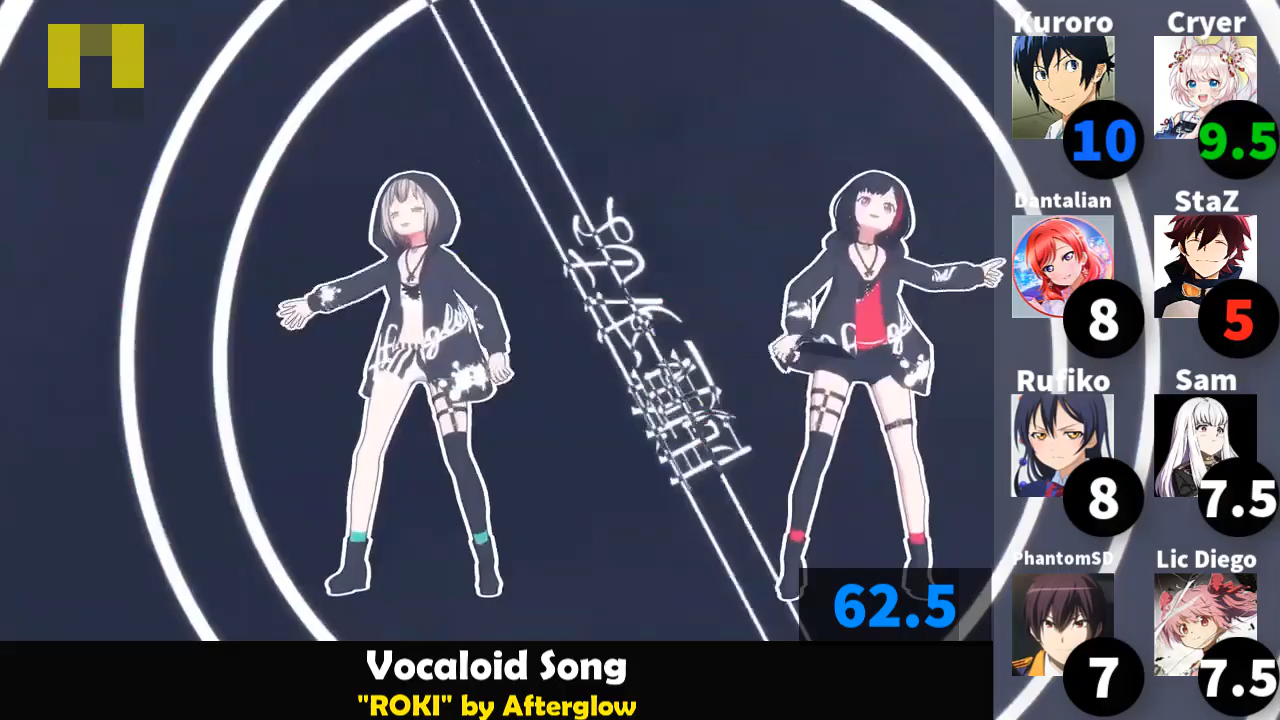 Kuroro
Cryer
10
9.5
Dantalian
StaZ
8
5
Rufiko
Sam
8
7.5
PhantomSD
Lic Diego
7
7.5
62.5
Vocaloid Song
"ROKI" by Afterglow